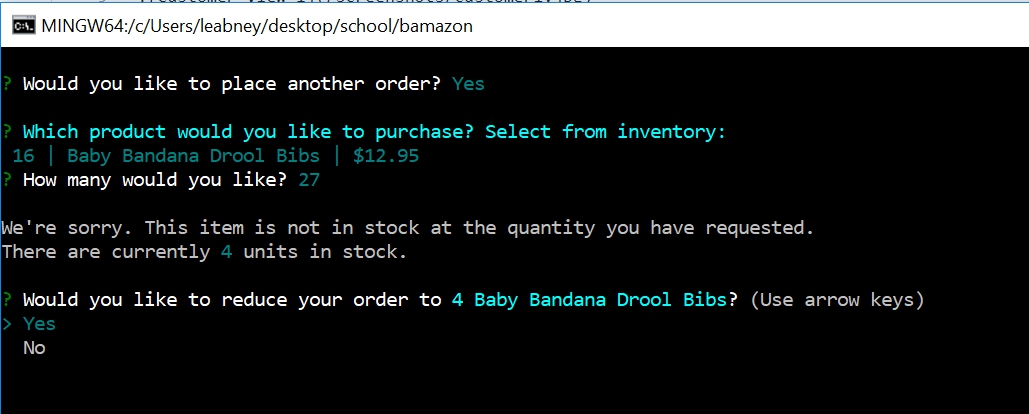 MINGW64:/c/Users/leabney/desktop/school/bamazon
? Would you like to place another order? Yes
? Which product would you like to purchase? Select from inventory:
16 | Baby Bandana Drool Bibs | $12.95
? How many would you like? 27
We're sorry. This item is not in stock at the quantity you have requested.
There are currently 4 units in stock.
? Would you like to reduce your order to 4 Baby Bandana Drool Bibs? (Use arrow keys)
> Yes
No